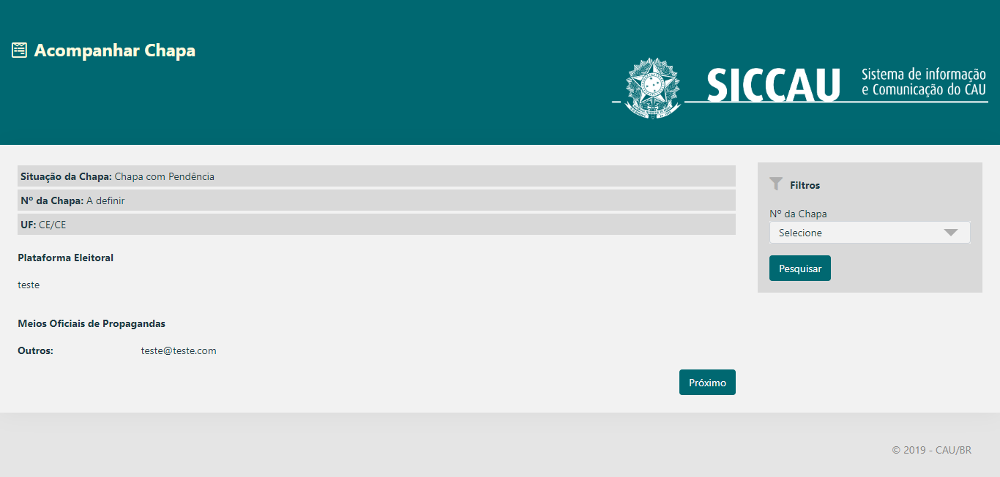 Acompanhar Chapa
SICCAU
Sistema de informação
e Comunicação do CAU
Situação da Chapa: Chapa com Pendência
Nº da Chapa: A definir
UF: CE/CE
Plataforma Eleitoral
teste
Meios Oficiais de Propagandas
Outros: teste@teste.com
Próximo
Filtros
Nº da Chapa
Selecione
Pesquisar
© 2019 - CAU/BR